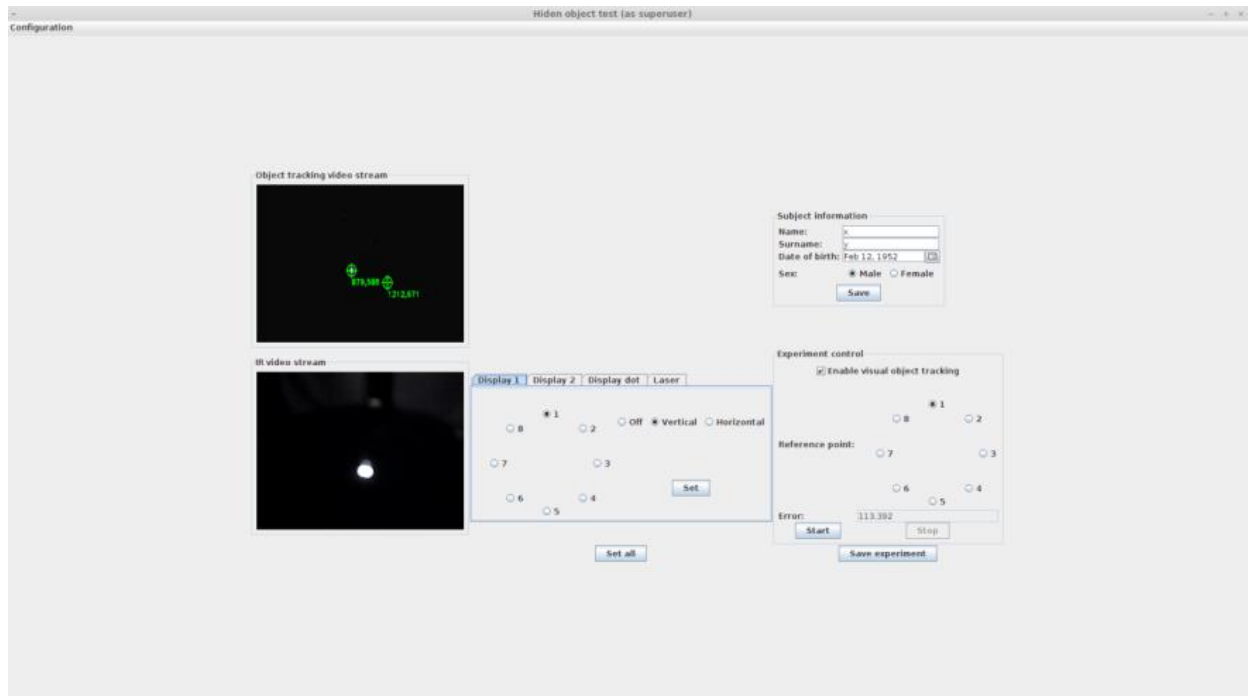 Hiden object test (as superuser)
Configuration
Object tracking video stream
1212,671
Subject information
Name: x
Surname: y
Date of birth: Feb 12, 1952
Sex: Male Female
Save
IR video stream
Display 1 Display 2 Display dot Laser
1
8 2
Off Vertical Horizontal
7 3
6 4
5
Set
Set all
Experiment control
Enable visual object tracking
1
8 2
Reference point:
7 3
6 4
5
Error: 113.392
Start Stop
Save experiment